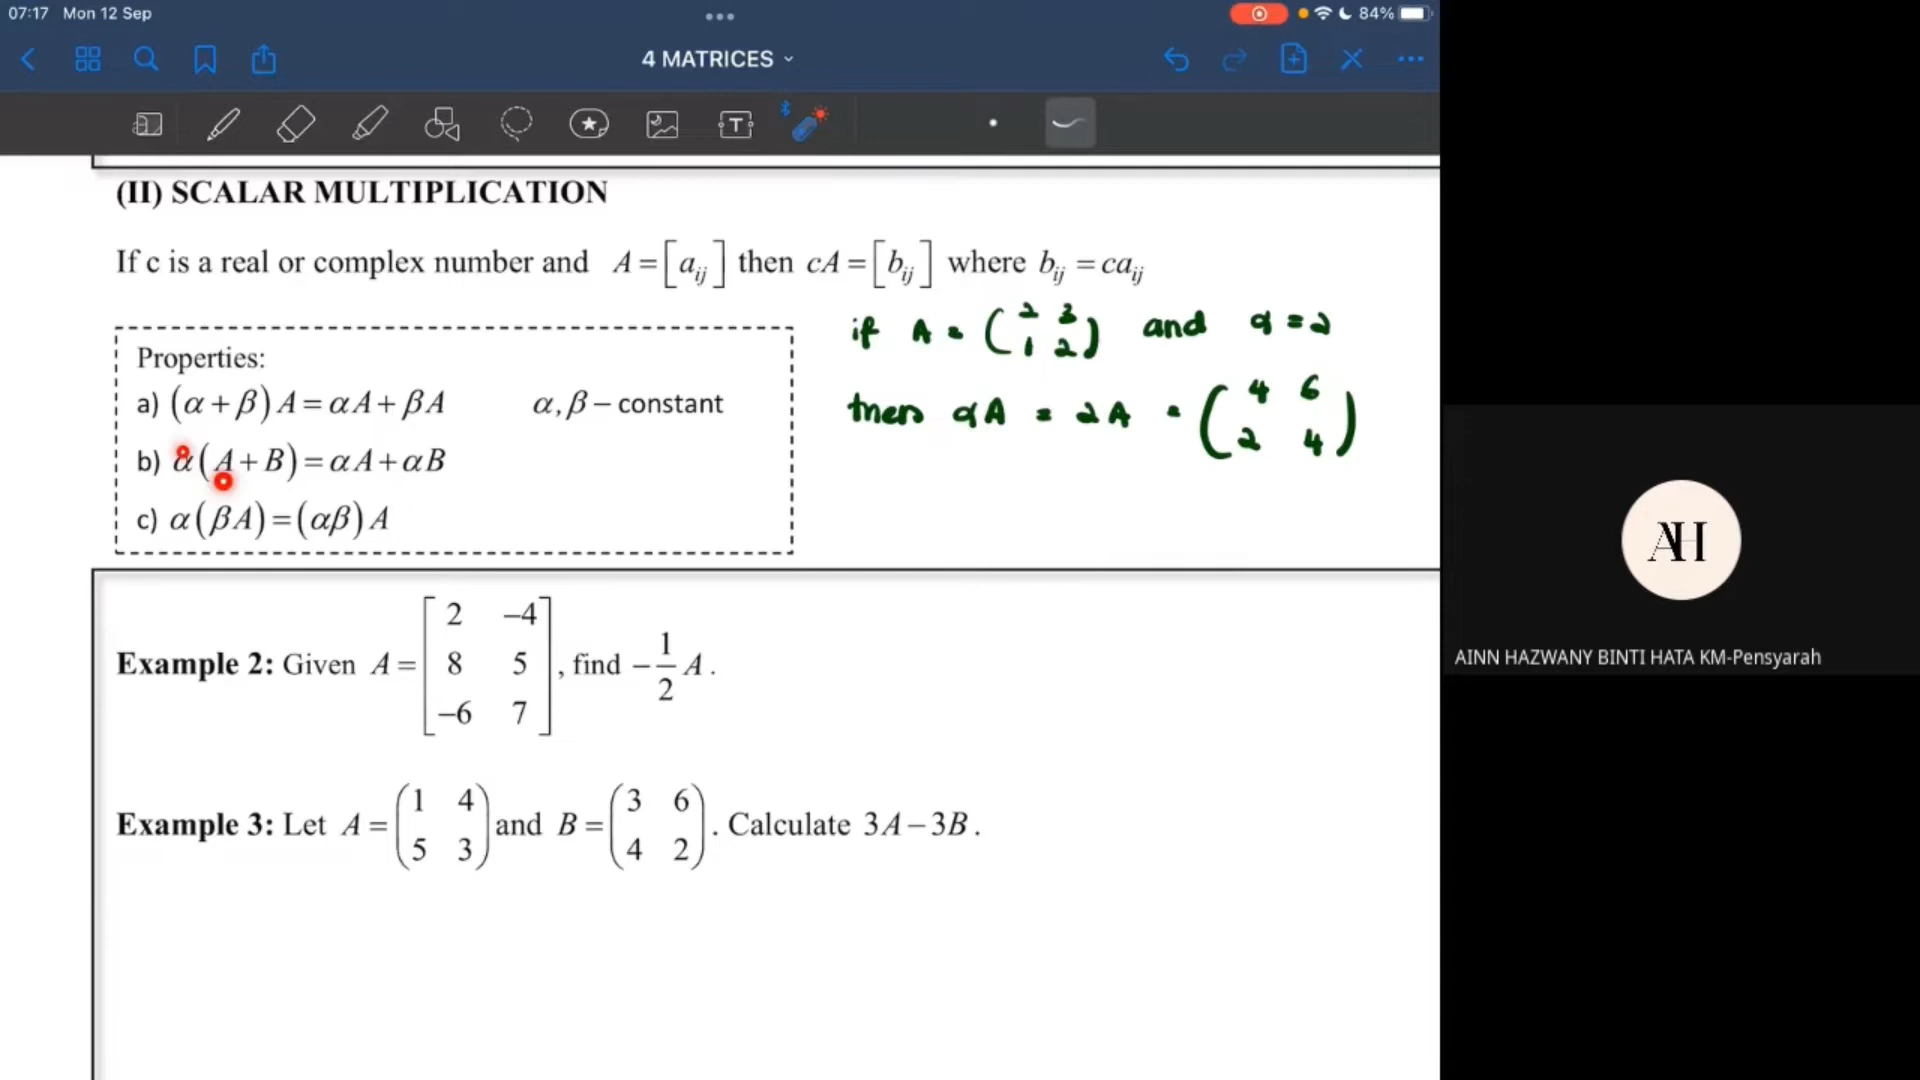 07:17 Mon 12 Sep
84%
4 MATRICES
(II) SCALAR MULTIPLICATION
If c is a real or complex number and A = [a_ij] then cA = [b_ij] where b_ij = ca_ij
if A = (2 3
1 2) and α = 2
then αA = 2A = (4 6
2 4)
Properties:
a) (α + β)A = αA + βA α, β – constant
b) α(A + B) = αA + αB
c) α(βA) = (αβ)A
Example 2: Given A = [2 −4
8 5
−6 7], find −1/2 A.
Example 3: Let A = (1 4
5 3) and B = (3 6
4 2). Calculate 3A − 3B.
AH
AINN HAZWANY BINTI HATA KM-Pensyarah